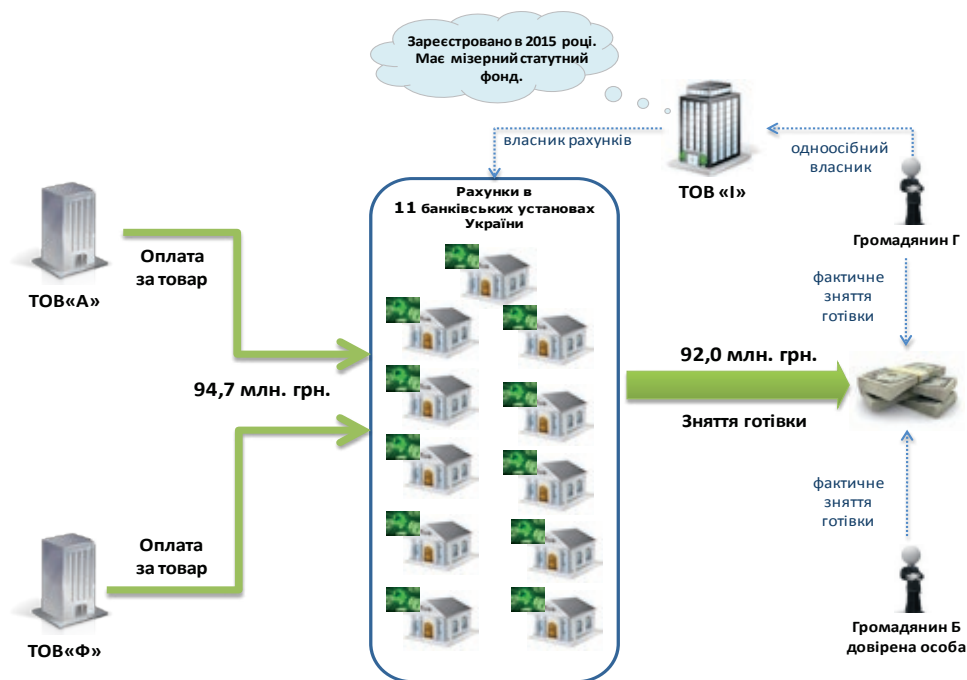 Зареєстровано в 2015 році.
Має мізерний статутний
фонд.
власник рахунків
одноосібний
власник
ТОВ «І»
Громадянин Г
Рахунки в
11 банківських установах
України
Оплата
за товар
ТОВ«А»
94,7 млн. грн.
фактичне
зняття
готівки
92,0 млн. грн.
Зняття готівки
фактичне
зняття
готівки
Оплата
за товар
ТОВ«Ф»
Громадянин Б
довірена особа